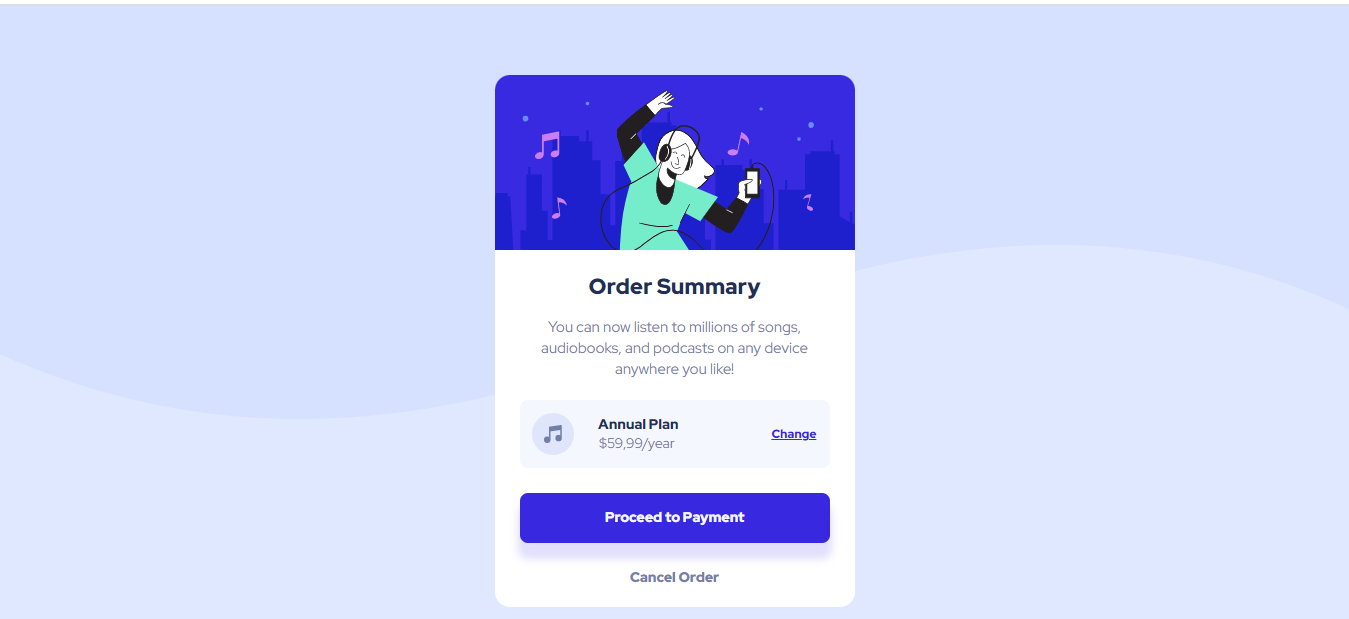 Order Summary
You can now listen to millions of songs,
audiobooks, and podcasts on any device
anywhere you like!
Annual Plan
$59,99/year
Change
Proceed to Payment
Cancel Order